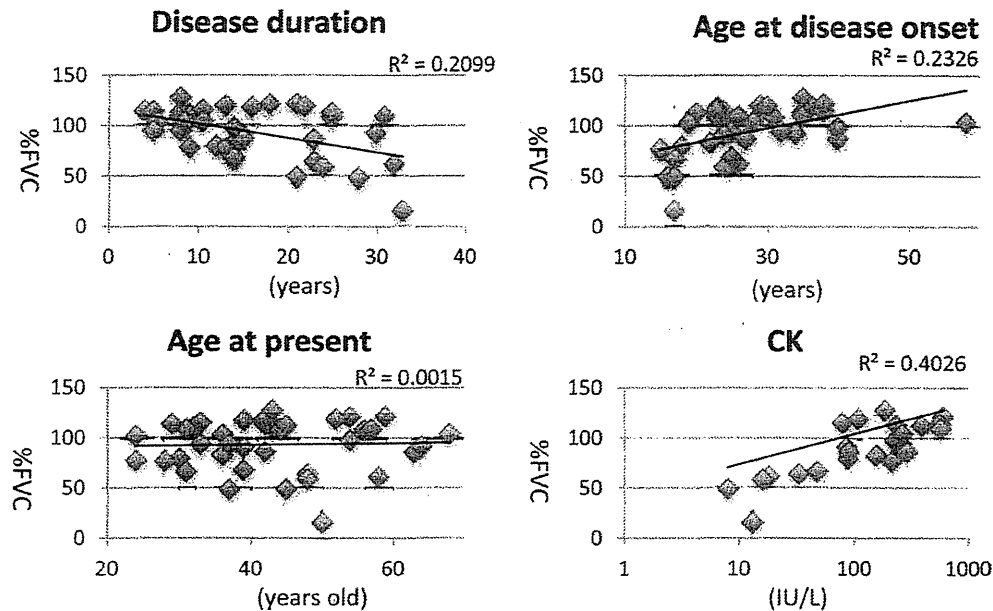 Disease duration
R² = 0.2099
150
100
50
0
%FVC
0 10 20 30 40
(years)
Age at disease onset
R² = 0.2326
150
100
50
0
%FVC
10 30 50
(years)
Age at present
R² = 0.0015
150
100
50
0
%FVC
20 40 60
(years old)
CK
R² = 0.4026
150
100
50
0
%FVC
1 10 100 1000
(IU/L)